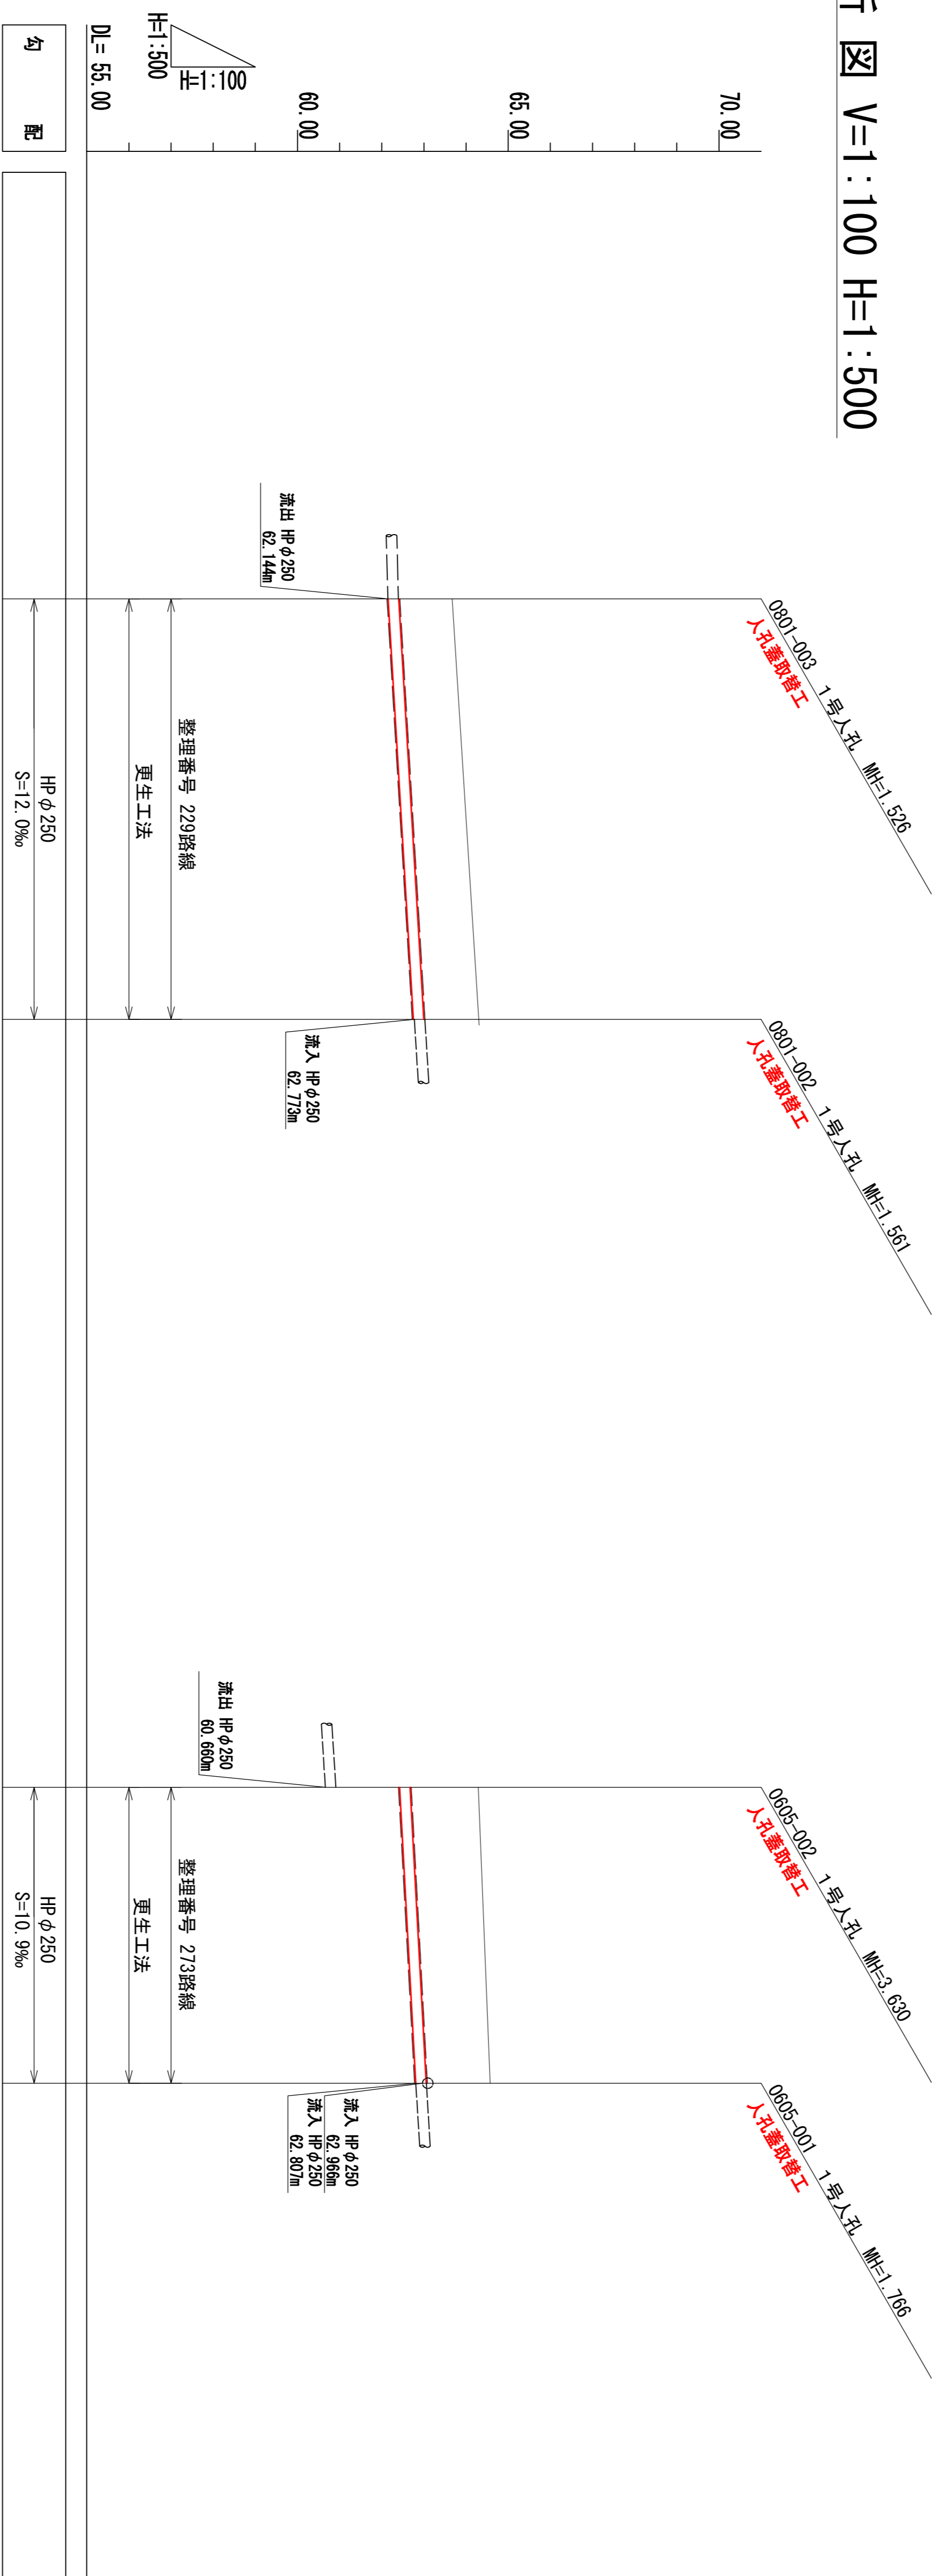 図 V=1:100 H=1:500
70.00
65.00
60.00
DL= 55.00
H=1:100
H=1:500
勾 配
0801-003 1号人孔 MH=1.526
人孔蓋取替工
流出 HPφ250
62.144m
整理番号 229路線
更生工法
HPφ250
S=12.0‰
0801-002 1号人孔 MH=1.561
人孔蓋取替工
流入 HPφ250
62.773m
0605-002 1号人孔 MH=3.630
人孔蓋取替工
流出 HPφ250
60.660m
整理番号 273路線
更生工法
HPφ250
S=10.9‰
0605-001 1号人孔 MH=1.766
人孔蓋取替工
流入 HPφ250
62.966m
流入 HPφ250
62.807m